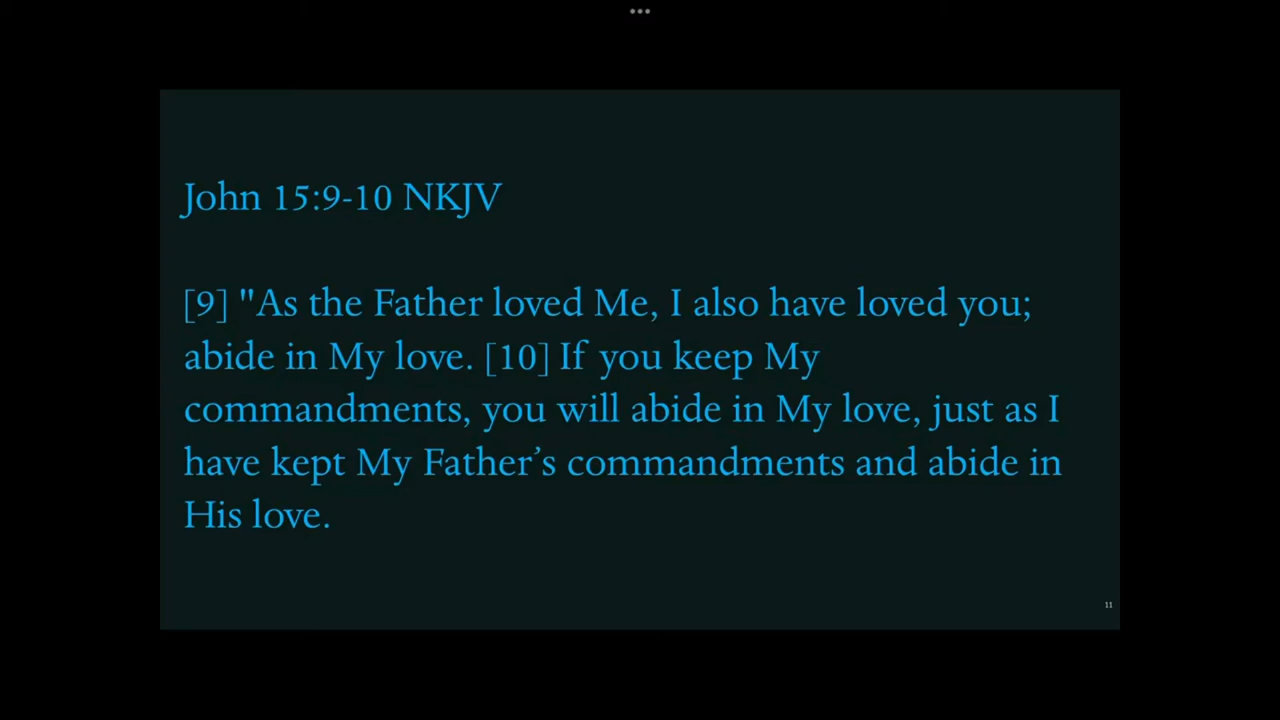 John 15:9-10 NKJV
[9] "As the Father loved Me, I also have loved you;
abide in My love. [10] If you keep My
commandments, you will abide in My love, just as I
have kept My Father’s commandments and abide in
His love.
11